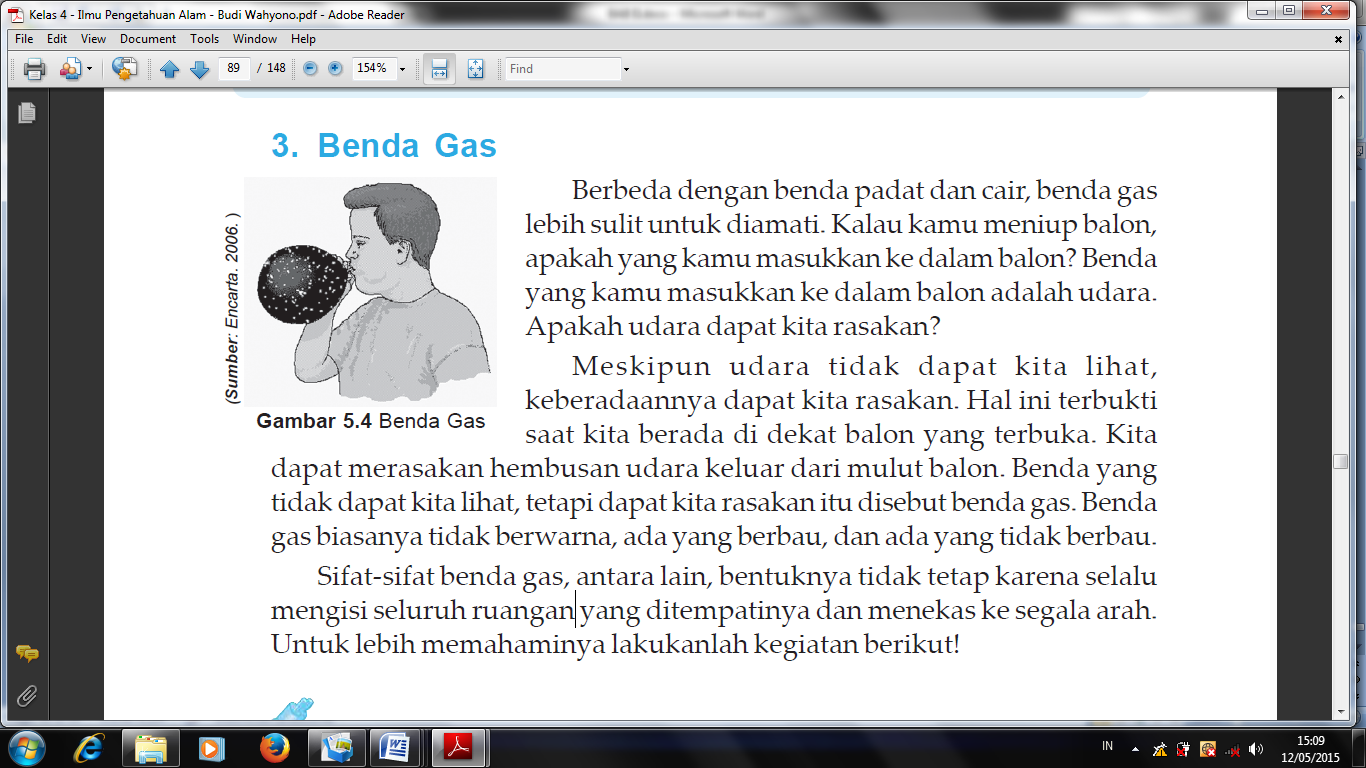 Kelas 4 - Ilmu Pengetahuan Alam - Budi Wahyono.pdf - Adobe Reader
File Edit View Document Tools Window Help
89 / 148 154% Find
3. Benda Gas
(Sumber: Encarta. 2006. )
Gambar 5.4 Benda Gas
Berbeda dengan benda padat dan cair, benda gas
lebih sulit untuk diamati. Kalau kamu meniup balon,
apakah yang kamu masukkan ke dalam balon? Benda
yang kamu masukkan ke dalam balon adalah udara.
Apakah udara dapat kita rasakan?
Meskipun udara tidak dapat kita lihat,
keberadaannya dapat kita rasakan. Hal ini terbukti
saat kita berada di dekat balon yang terbuka. Kita
dapat merasakan hembusan udara keluar dari mulut balon. Benda yang
tidak dapat kita lihat, tetapi dapat kita rasakan itu disebut benda gas. Benda
gas biasanya tidak berwarna, ada yang berbau, dan ada yang tidak berbau.
Sifat-sifat benda gas, antara lain, bentuknya tidak tetap karena selalu
mengisi seluruh ruangan yang ditempatinya dan menekas ke segala arah.
Untuk lebih memahaminya lakukanlah kegiatan berikut!
IN
15:09
12/05/2015